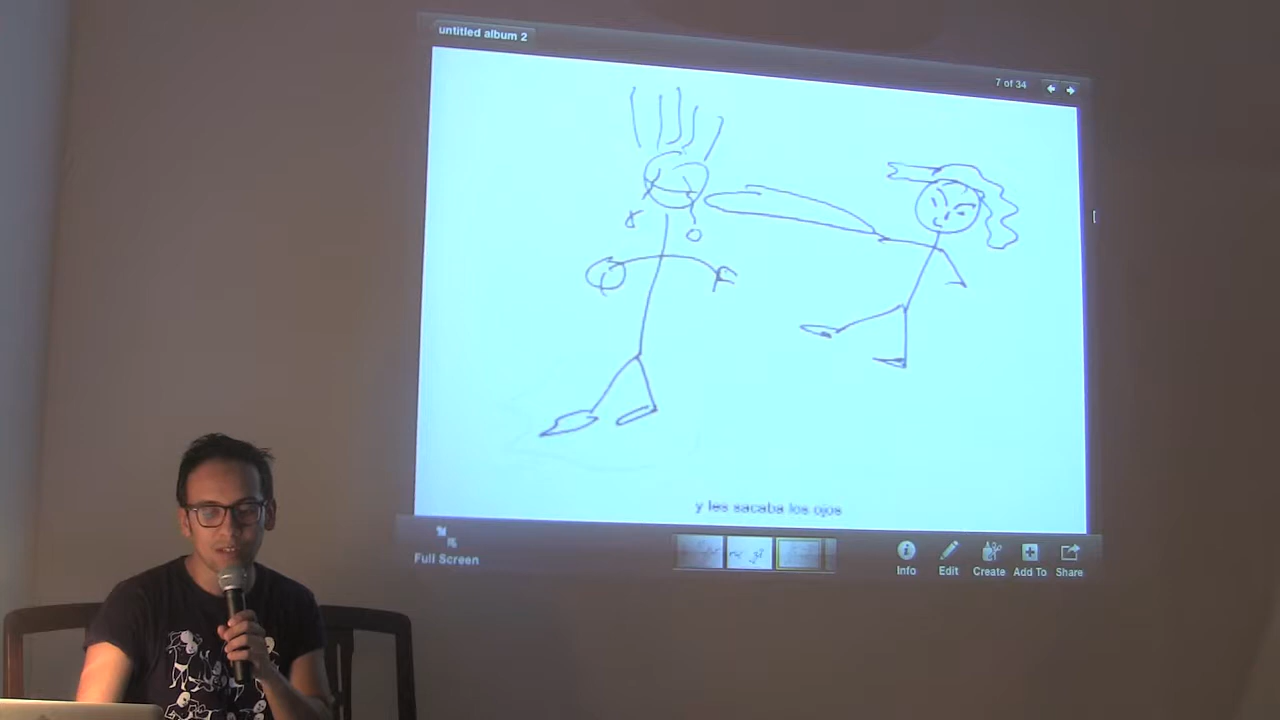 untitled album 2
7 of 34
y les sacaba los ojos
Full Screen
Info
Edit
Create
Add To
Share